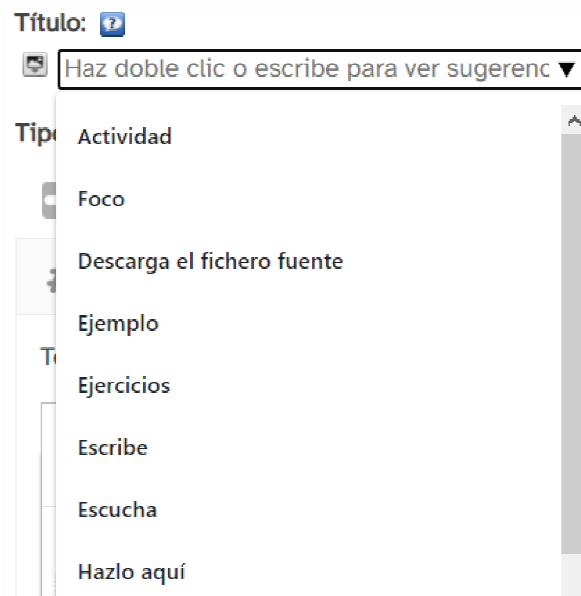 Título:
Haz doble clic o escribe para ver sugerenc
Tip
Actividad
Foco
Descarga el fichero fuente
Ejemplo
Ejercicios
Escribe
Escucha
Hazlo aquí